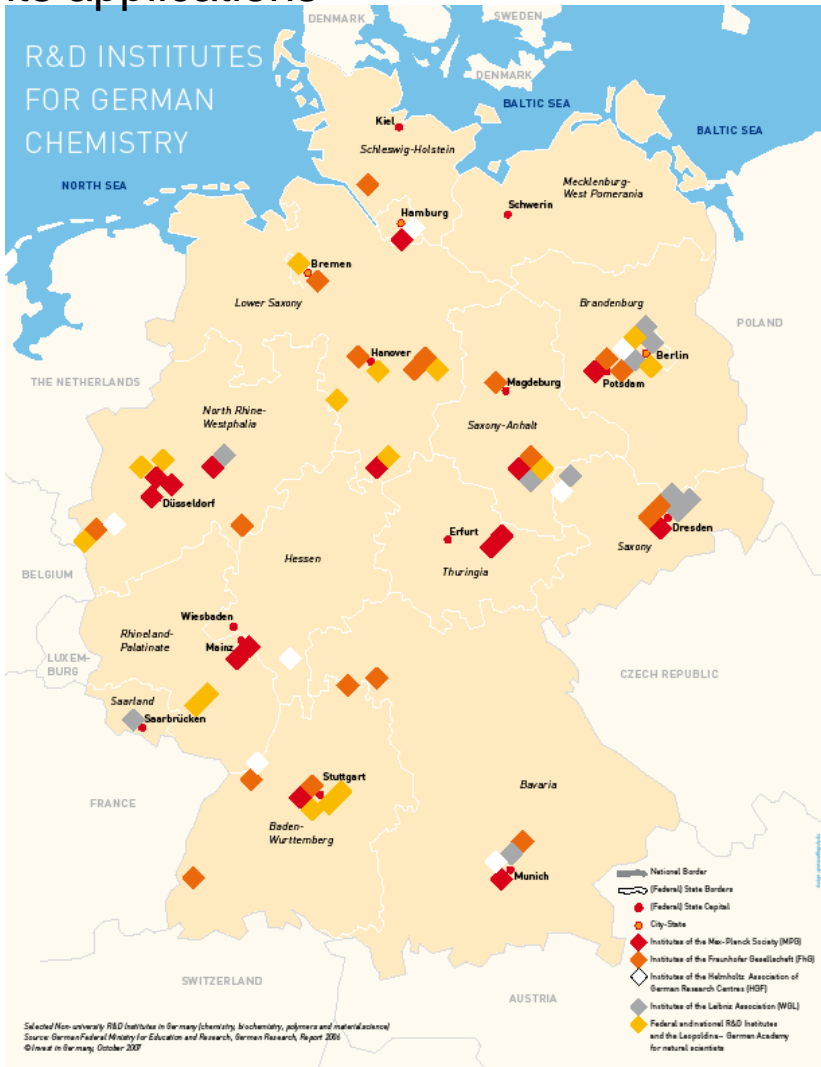 its applications
DENMARK
SWEDEN
R&D INSTITUTES
FOR GERMAN
CHEMISTRY
DENMARK
BALTIC SEA
BALTIC SEA
Kiel
Schleswig-Holstein
NORTH SEA
Mecklenburg-
West Pomerania
Schwerin
Hamburg
Bremen
Lower Saxony
Brandenburg
POLAND
Hanover
Berlin
THE NETHERLANDS
Magdeburg
Potsdam
North Rhine-
Westphalia
Saxony-Anhalt
Düsseldorf
Erfurt
Dresden
Saxony
Hessen
Thuringia
BELGIUM
Wiesbaden
Rhineland-
Palatinate
Mainz
LUXEM-
BURG
CZECH REPUBLIC
Saarland
Saarbrücken
Stuttgart
FRANCE
Bavaria
Baden-
Wurttemberg
Munich
National Border
(Federal) State Borders
(Federal) State Capital
City-State
Institutes of the Max-Planck Society (MPG)
Institutes of the Fraunhofer Gesellschaft (FhG)
Institutes of the Helmholtz Association of
German Research Centres (HGF)
Institutes of the Leibniz Association (WGL)
Federal and national R&D Institutes
and the Leopoldina – German Academy
for natural scientists
SWITZERLAND
AUSTRIA
Selected Non-university R&D Institutes in Germany (chemistry, biochemistry, polymers and material science)
Source: German Federal Ministry for Education and Research, German Research, Report 2006
©Invest in Germany, October 2007